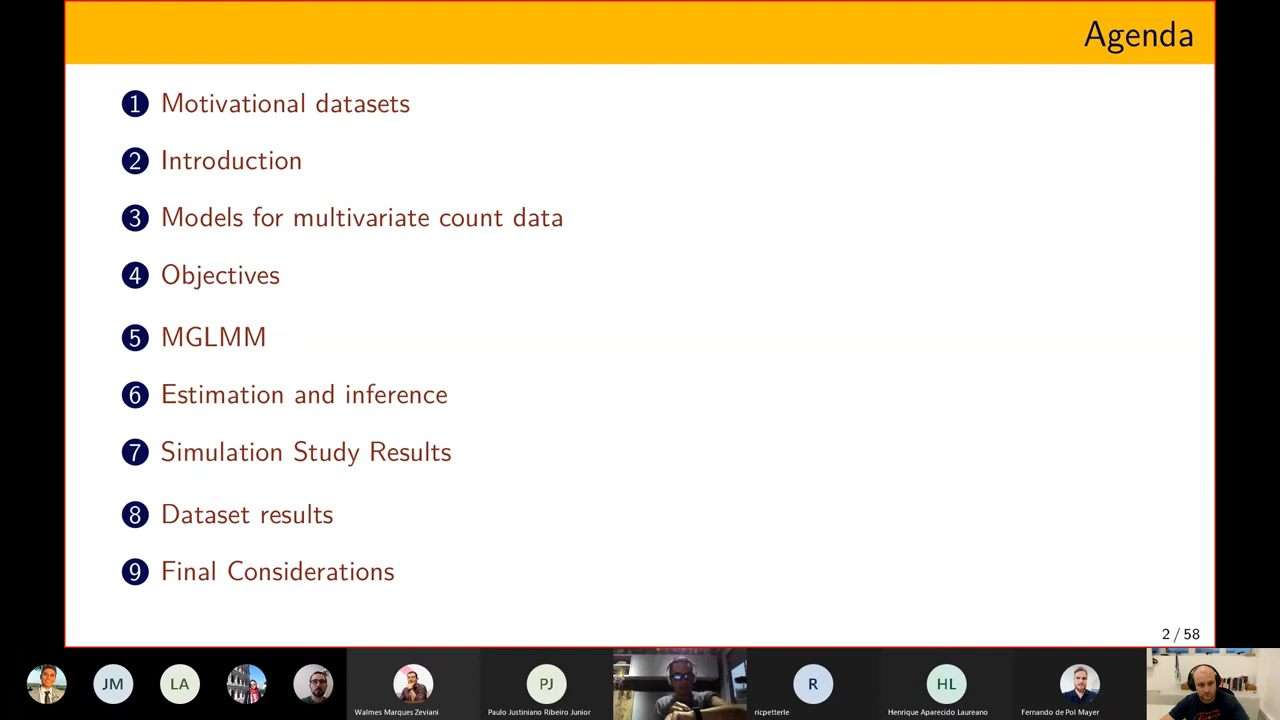 Agenda
1 Motivational datasets
2 Introduction
3 Models for multivariate count data
4 Objectives
5 MGLMM
6 Estimation and inference
7 Simulation Study Results
8 Dataset results
9 Final Considerations
2 / 58
JM LA PJ R HL
Walmes Marques Zeviani Paulo Justiniano Ribeiro Junior ricpetterle Henrique Aparecido Laureano Fernando de Pol Mayer